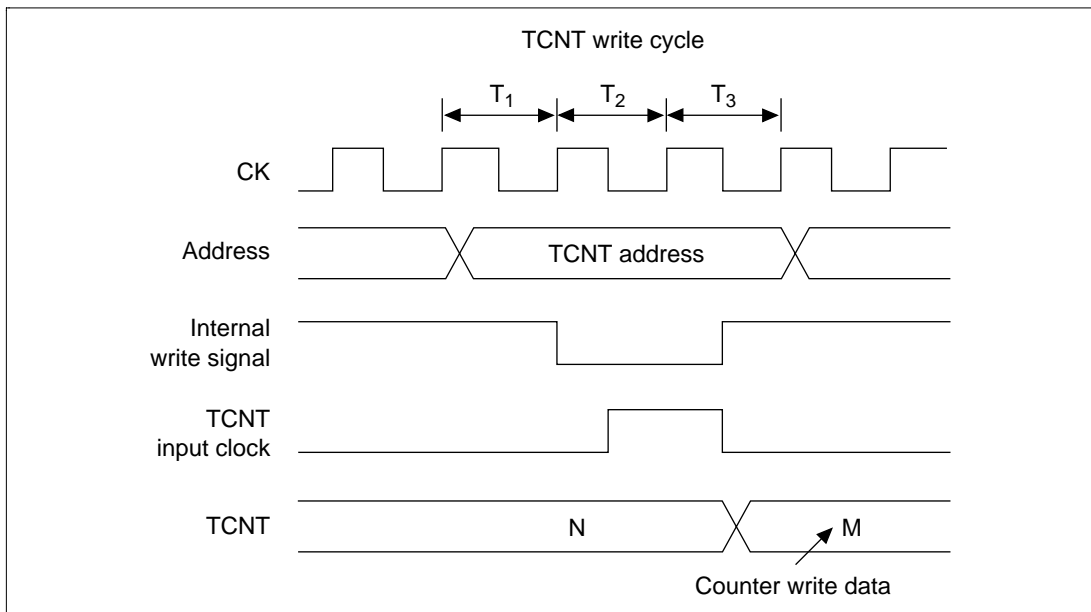 TCNT write cycle
T1 T2 T3
CK
Address
TCNT address
Internal
write signal
TCNT
input clock
TCNT
N
M
Counter write data